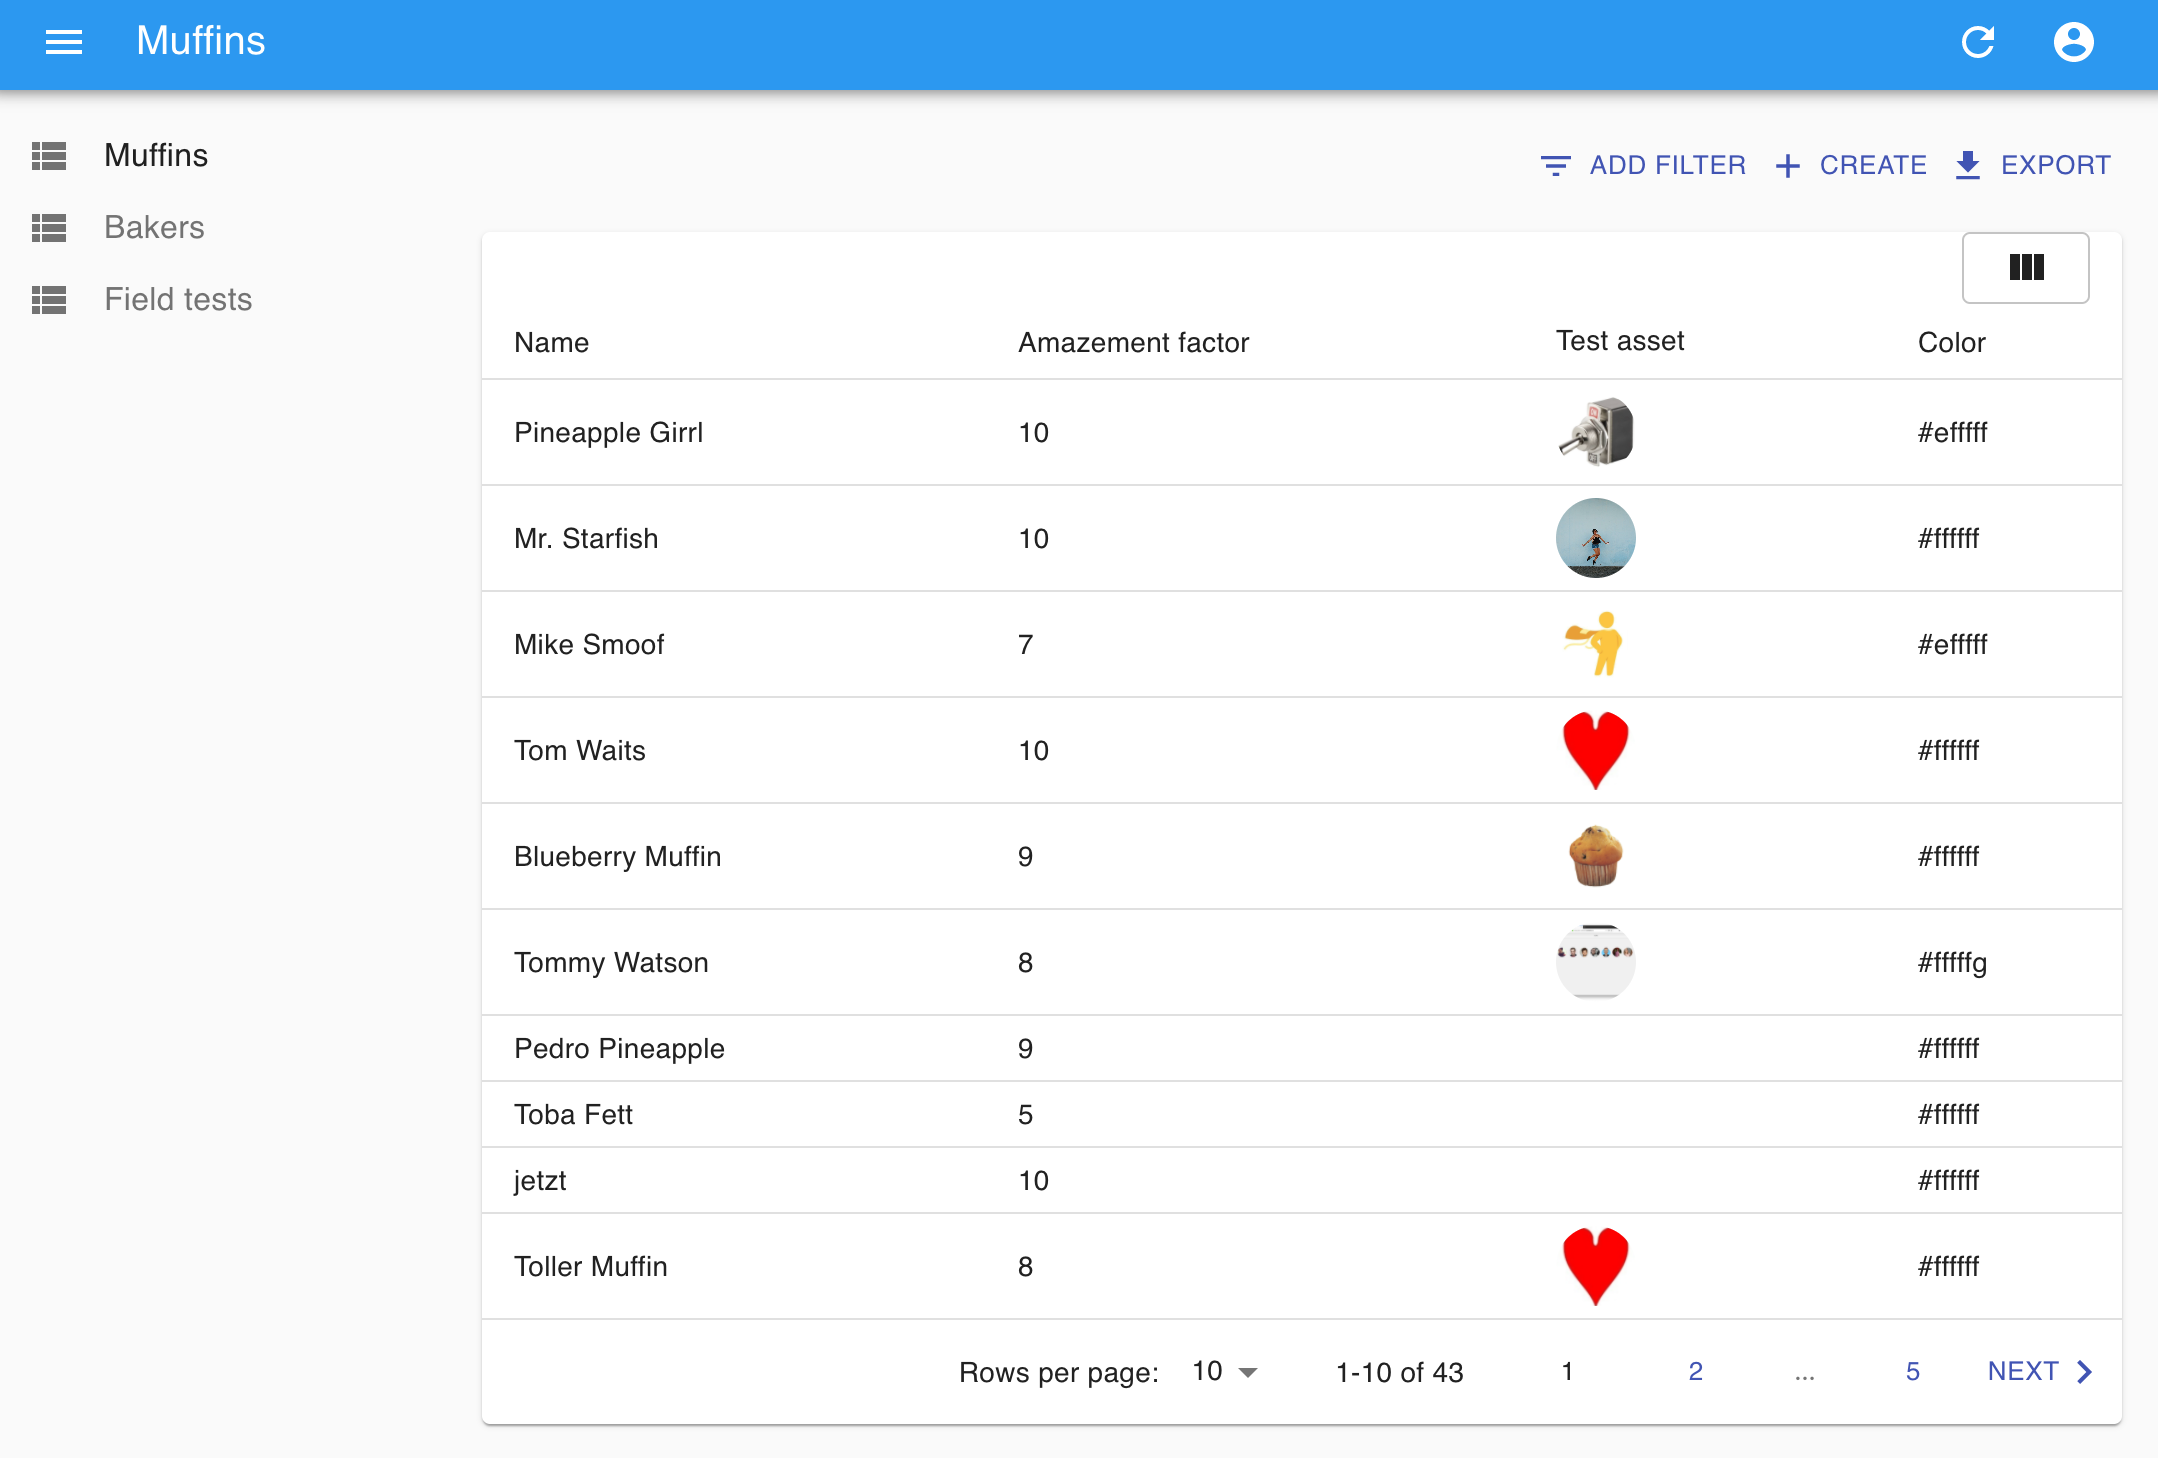 Muffins
Muffins
Bakers
Field tests
ADD FILTER CREATE EXPORT
Name Amazement factor Test asset Color
Pineapple Girrl 10 #efffff
Mr. Starfish 10 #ffffff
Mike Smoof 7 #efffff
Tom Waits 10 #ffffff
Blueberry Muffin 9 #ffffff
Tommy Watson 8 #fffffg
Pedro Pineapple 9 #ffffff
Toba Fett 5 #ffffff
jetzt 10 #ffffff
Toller Muffin 8 #ffffff
Rows per page: 10 1-10 of 43 1 2 ... 5 NEXT